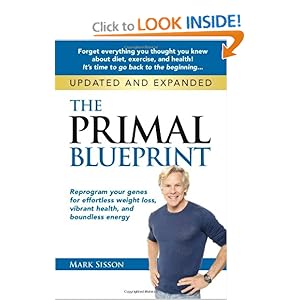 Click to LOOK INSIDE!
Forget everything you thought you knew
about diet, exercise, and health!
It's time to go back to the beginning...
UPDATED AND EXPANDED
THE
PRIMAL
BLUEPRINT
Reprogram your genes
for effortless weight loss,
vibrant health, and
boundless energy
MARK SISSON